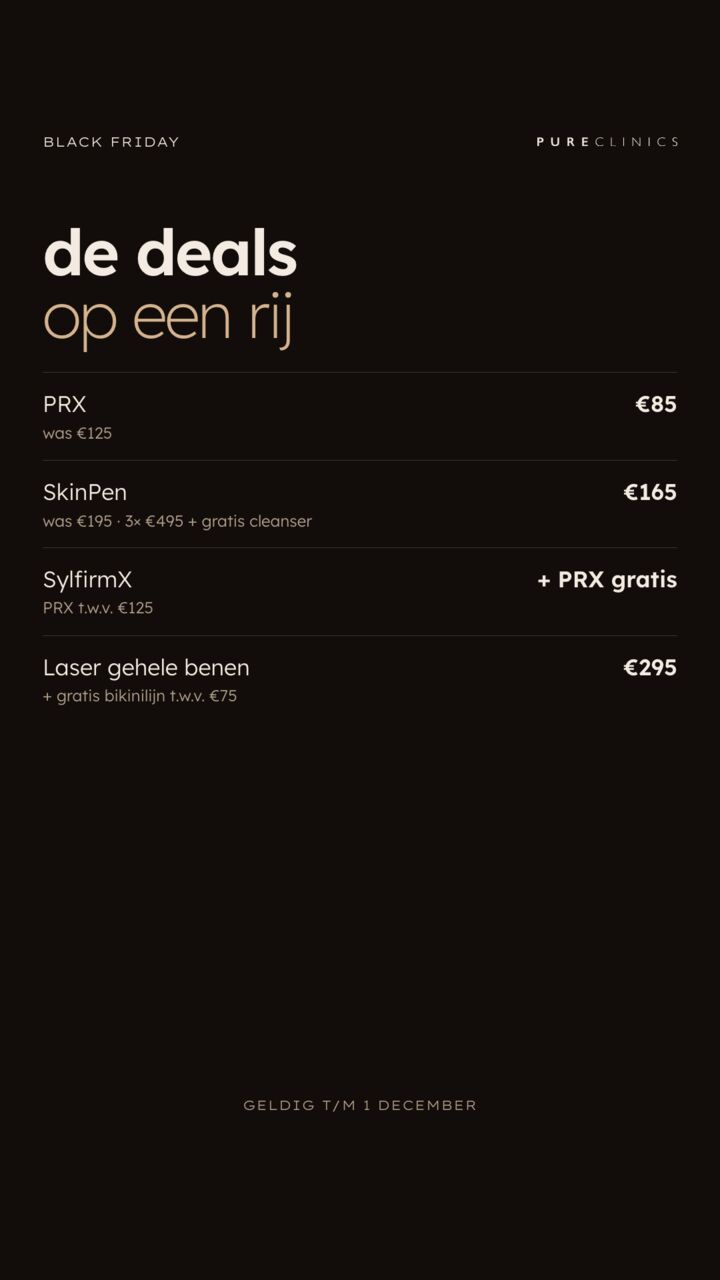 BLACK FRIDAY
PURECLINICS
de deals
op een rij
PRX
€85
was €125
SkinPen
€165
was €195 · 3× €495 + gratis cleanser
SylfirmX
+ PRX gratis
PRX t.w.v. €125
Laser gehele benen
€295
+ gratis bikinilijn t.w.v. €75
GELDIG T/M 1 DECEMBER